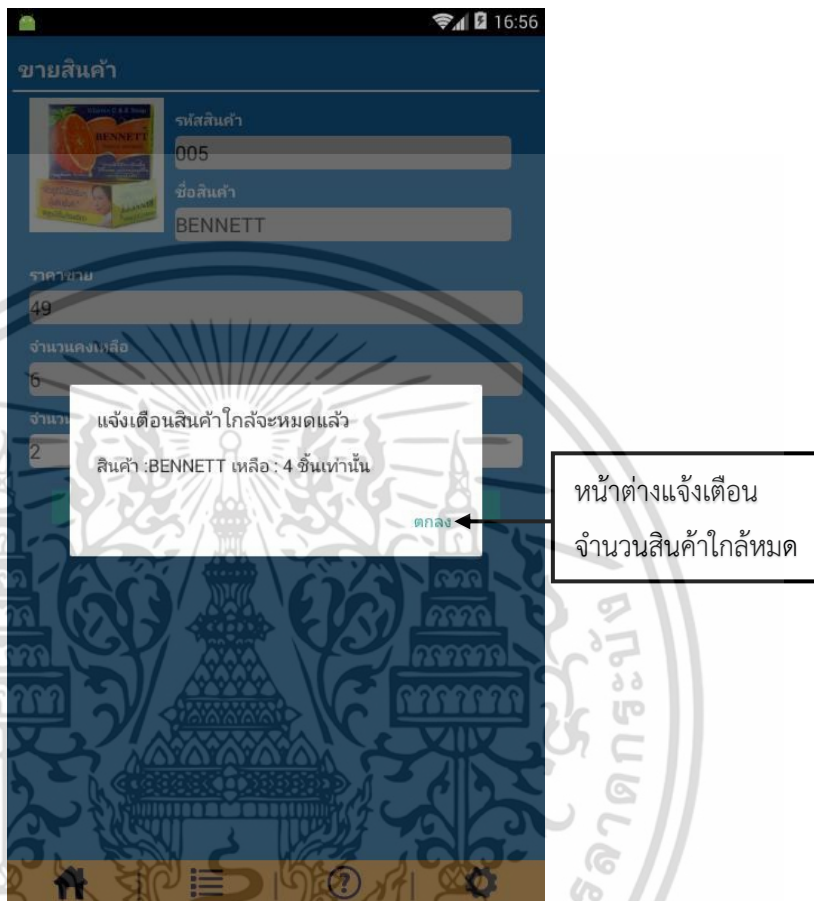 16:56
ขายสินค้า
BENNETT
รหัสสินค้า
005
ชื่อสินค้า
BENNETT
ราคาขาย
49
จำนวนคงเหลือ
6
จำนวน
2
แจ้งเตือนสินค้าใกล้จะหมดแล้ว
สินค้า :BENNETT เหลือ : 4 ชิ้นเท่านั้น
ตกลง
หน้าต่างแจ้งเตือน
จำนวนสินค้าใกล้หมด